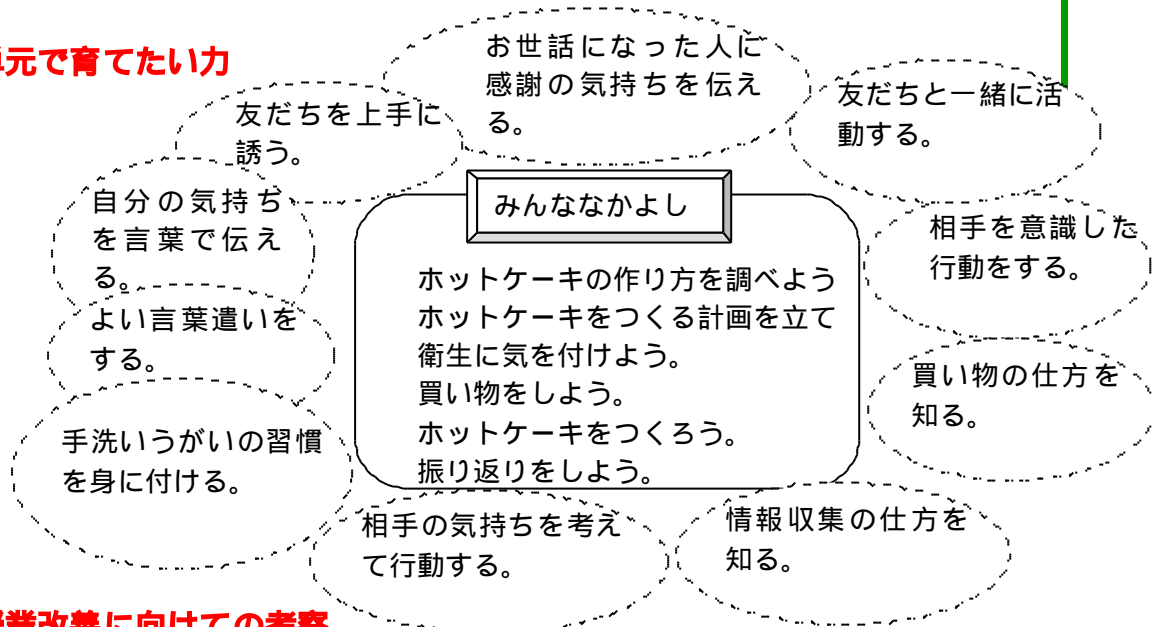 元で育てたい力
お世話になった人に
感謝の気持ちを伝え
る。
友だちを上手に
誘う。
友だちと一緒に活
動する。
自分の気持ち
を言葉で伝え
る。
みんななかよし
相手を意識した
行動をする。
ホットケーキの作り方を調べよう
ホットケーキをつくる計画を立て
衛生に気を付けよう。
買い物をしよう。
ホットケーキをつくろう。
振り返りをしよう。
よい言葉遣いを
する。
買い物の仕方を
知る。
手洗いうがいの習慣
を身に付ける。
相手の気持ちを考え
て行動する。
情報収集の仕方を
知る。
業改善に向けての考察